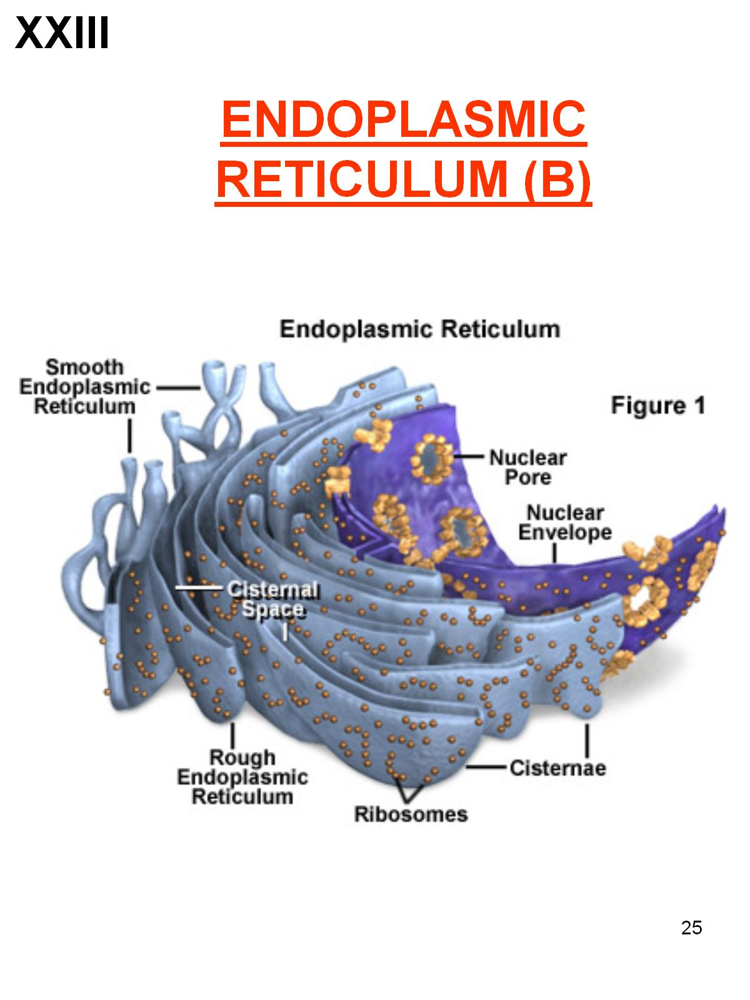 XXIII
ENDOPLASMIC
RETICULUM (B)
Endoplasmic Reticulum
Smooth
Endoplasmic
Reticulum
Figure 1
Nuclear
Pore
Nuclear
Envelope
Cisternal
Space
Rough
Endoplasmic
Reticulum
Cisternae
Ribosomes
25